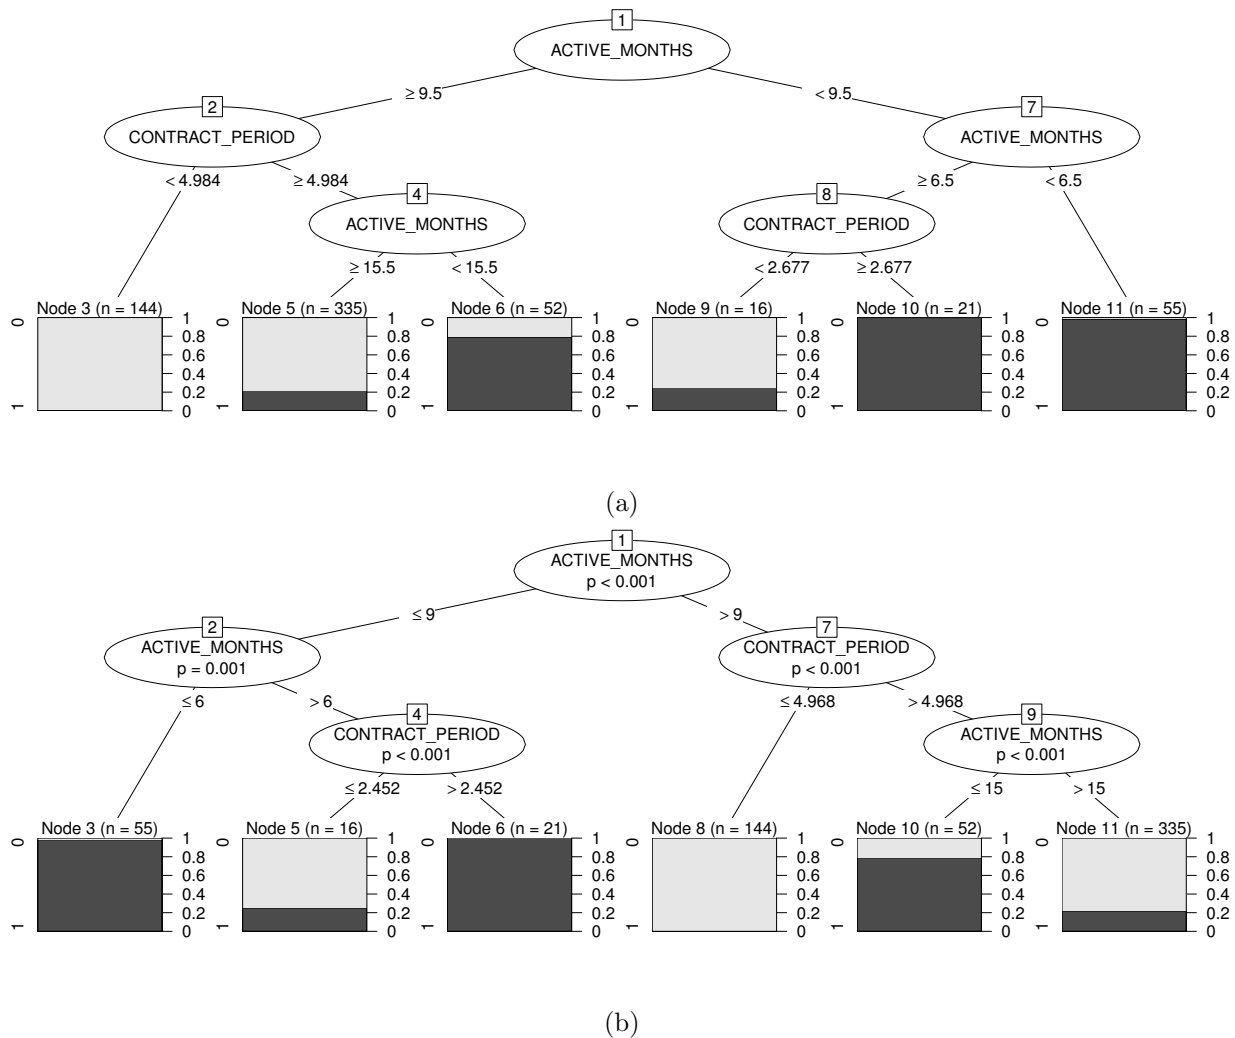 1
ACTIVE_MONTHS
≥ 9.5 < 9.5
2 7
CONTRACT_PERIOD ACTIVE_MONTHS
< 4.984 ≥ 4.984 ≥ 6.5 < 6.5
4 8
ACTIVE_MONTHS CONTRACT_PERIOD
≥ 15.5 < 15.5 < 2.677 ≥ 2.677
Node 3 (n = 144) Node 5 (n = 335) Node 6 (n = 52) Node 9 (n = 16) Node 10 (n = 21) Node 11 (n = 55)
0 1 0 1 0 1 0 1 0 1 0 1
0.8 0.8 0.8 0.8 0.8 0.8
0.6 0.6 0.6 0.6 0.6 0.6
0.4 0.4 0.4 0.4 0.4 0.4
0.2 0.2 0.2 0.2 0.2 0.2
1 0 1 0 1 0 1 0 1 0 1 0
(a)
1
ACTIVE_MONTHS
p < 0.001
≤ 9 > 9
2 7
ACTIVE_MONTHS CONTRACT_PERIOD
p = 0.001 p < 0.001
≤ 6 > 6 ≤ 4.968 > 4.968
4 9
CONTRACT_PERIOD ACTIVE_MONTHS
p < 0.001 p < 0.001
≤ 2.452 > 2.452 ≤ 15 > 15
Node 3 (n = 55) Node 5 (n = 16) Node 6 (n = 21) Node 8 (n = 144) Node 10 (n = 52) Node 11 (n = 335)
0 1 0 1 0 1 0 1 0 1 0 1
0.8 0.8 0.8 0.8 0.8 0.8
0.6 0.6 0.6 0.6 0.6 0.6
0.4 0.4 0.4 0.4 0.4 0.4
0.2 0.2 0.2 0.2 0.2 0.2
1 0 1 0 1 0 1 0 1 0 1 0
(b)